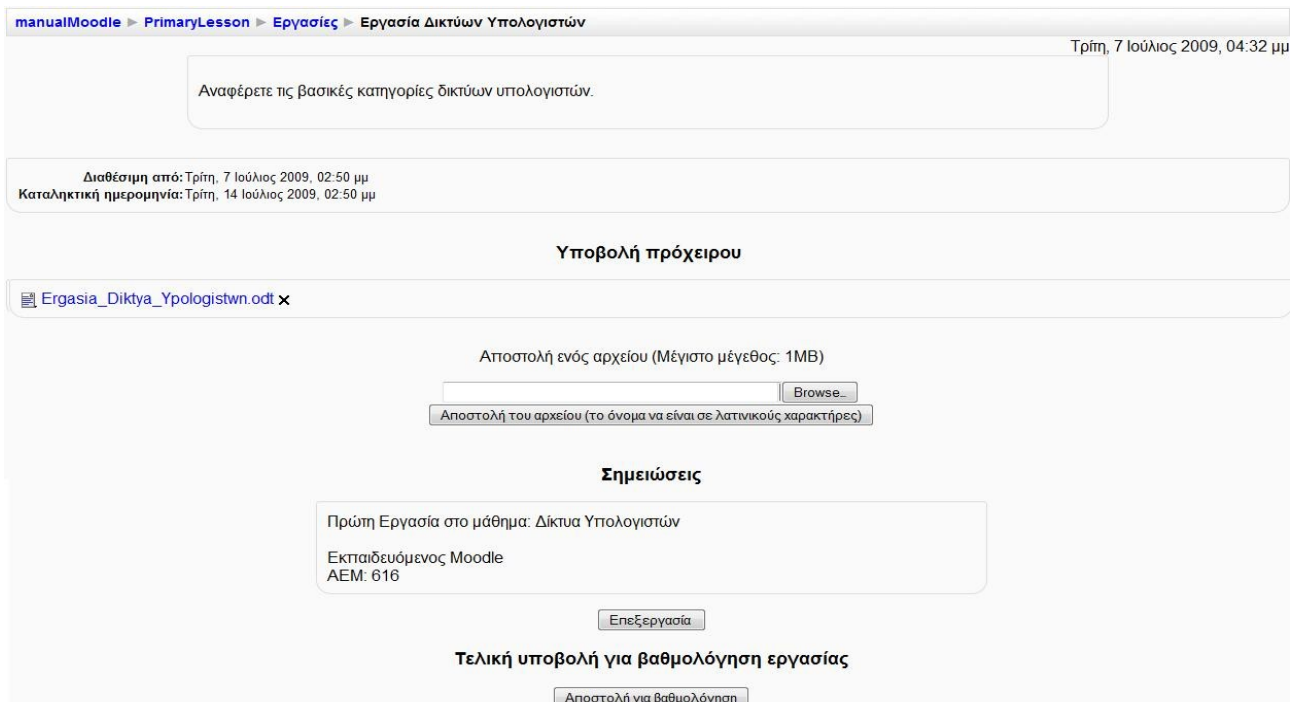 manualMoodle ► PrimaryLesson ► Εργασίες ► Εργασία Δικτύων Υπολογιστών
Τρίτη, 7 Ιούλιος 2009, 04:32 μμ
Αναφέρετε τις βασικές κατηγορίες δικτύων υπολογιστών.
Διαθέσιμη από: Τρίτη, 7 Ιούλιος 2009, 02:50 μμ
Καταληκτική ημερομηνία: Τρίτη, 14 Ιούλιος 2009, 02:50 μμ
Υποβολή πρόχειρου
Ergasia_Diktya_Ypologistwn.odt
Αποστολή ενός αρχείου (Μέγιστο μέγεθος: 1MB)
Browse...
Αποστολή του αρχείου (το όνομα να είναι σε λατινικούς χαρακτήρες)
Σημειώσεις
Πρώτη Εργασία στο μάθημα: Δίκτυα Υπολογιστών
Εκπαιδευόμενος Moodle
ΑΕΜ: 616
Επεξεργασία
Τελική υποβολή για βαθμολόγηση εργασίας
Αποστολή για βαθμολόγηση